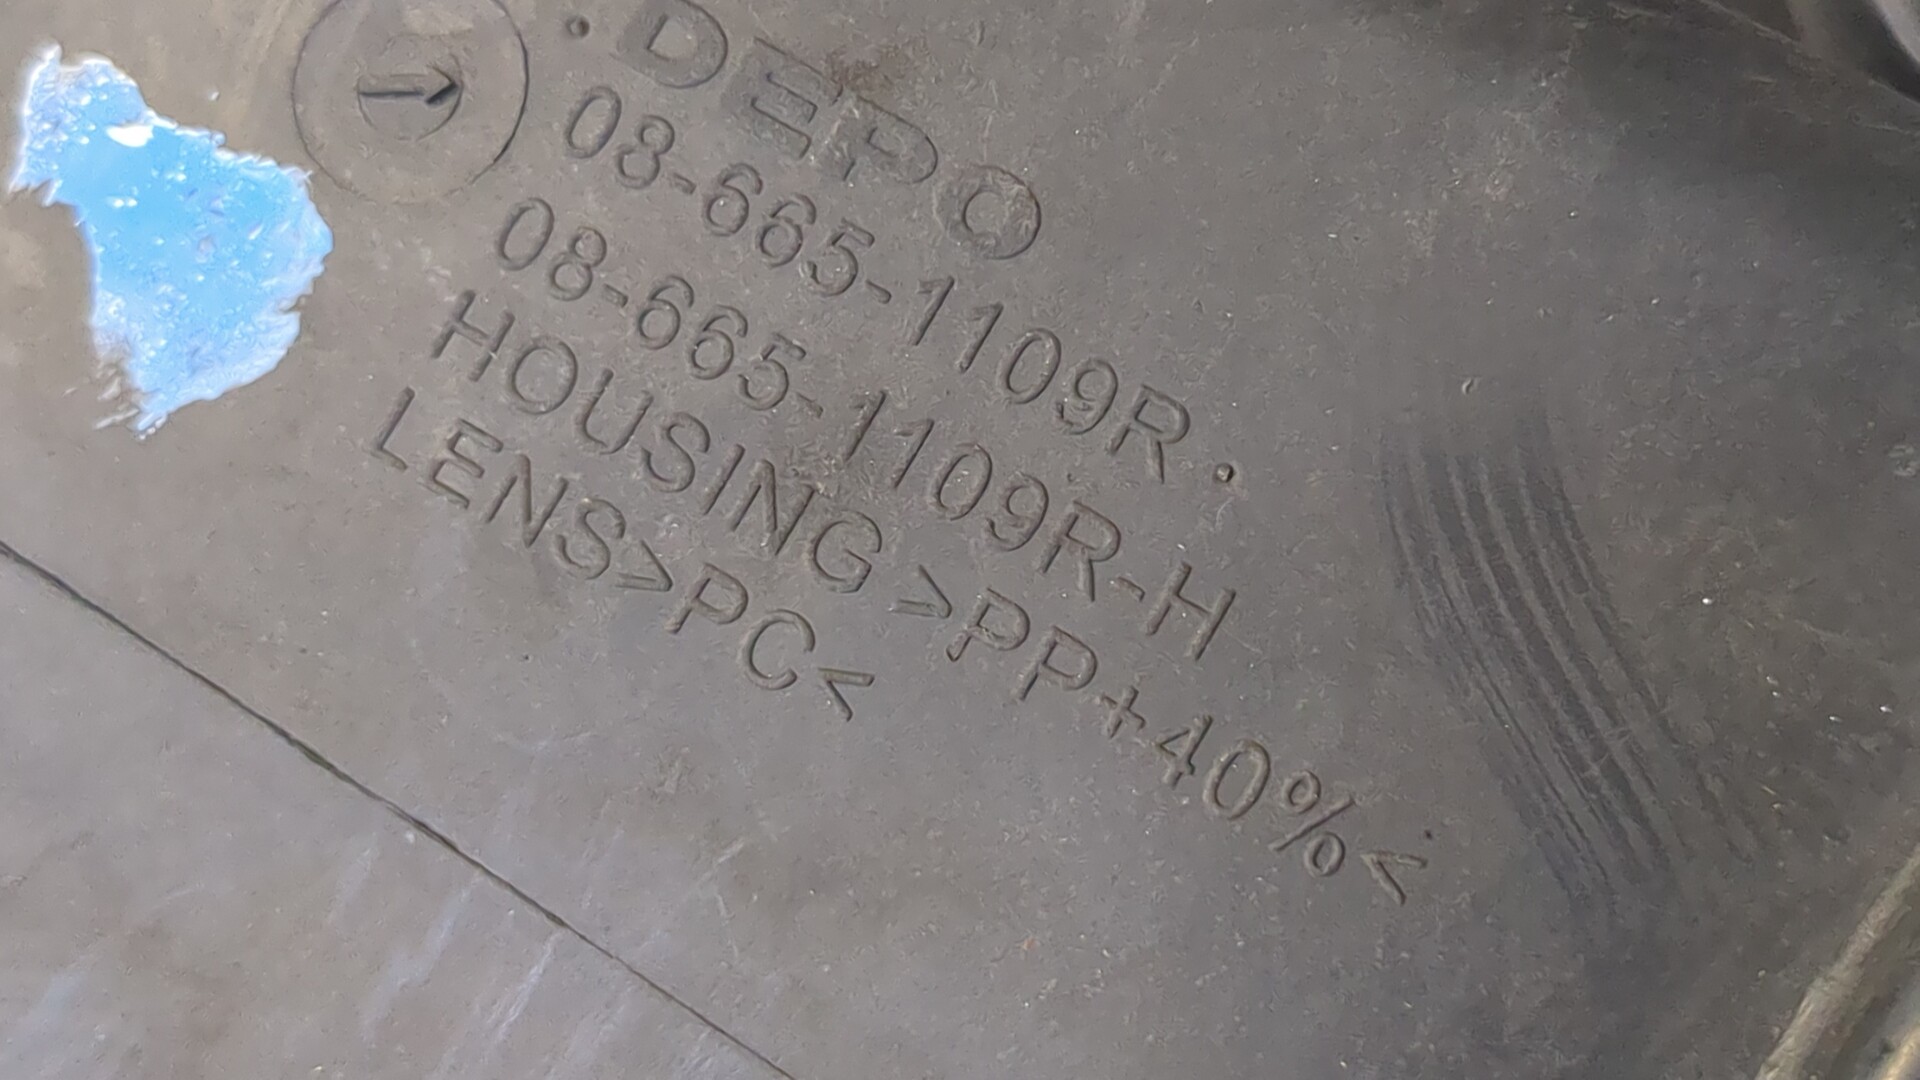 .DEPO
08-665-1109R.
08-665-1109R-H
HOUSING >PP+40%<
LENS>PC<